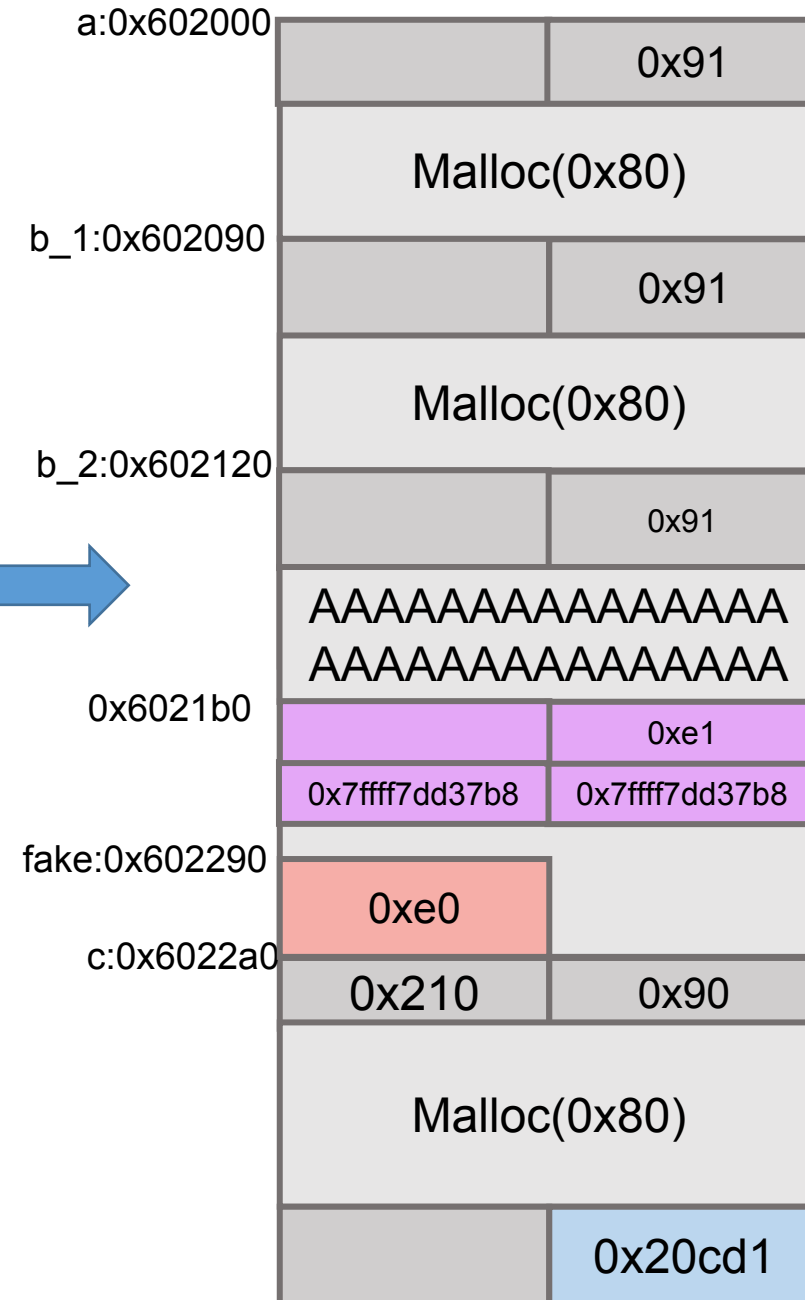 a:0x602000
0x91
Malloc(0x80)
b_1:0x602090
0x91
Malloc(0x80)
b_2:0x602120
0x91
AAAAAAAAAAAAAAA
AAAAAAAAAAAAAAA
0x6021b0
0xe1
0x7ffff7dd37b8 0x7ffff7dd37b8
fake:0x602290
0xe0
c:0x6022a0
0x210 0x90
Malloc(0x80)
0x20cd1